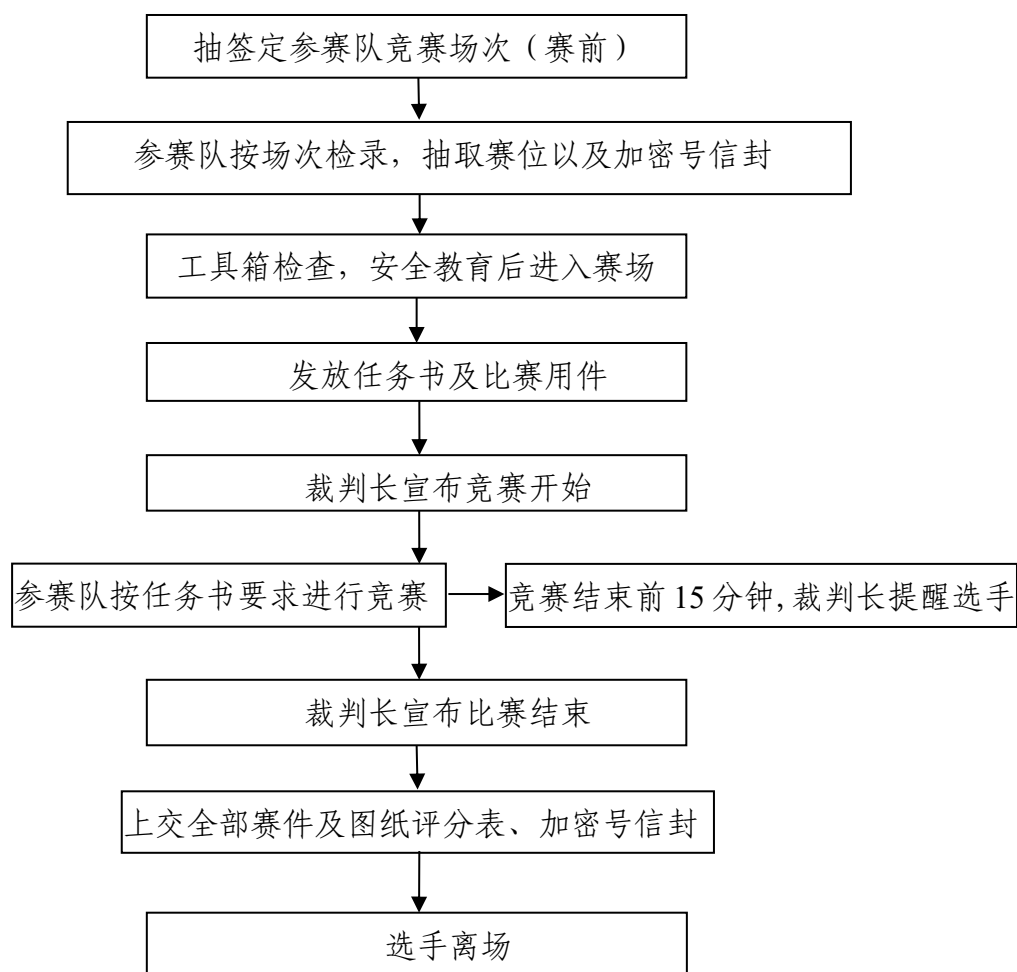 抽签定参赛队竞赛场次（赛前）
参赛队按场次检录，抽取赛位以及加密号信封
工具箱检查，安全教育后进入赛场
发放任务书及比赛用件
裁判长宣布竞赛开始
参赛队按任务书要求进行竞赛
竞赛结束前 15 分钟,裁判长提醒选手
裁判长宣布比赛结束
上交全部赛件及图纸评分表、加密号信封
选手离场